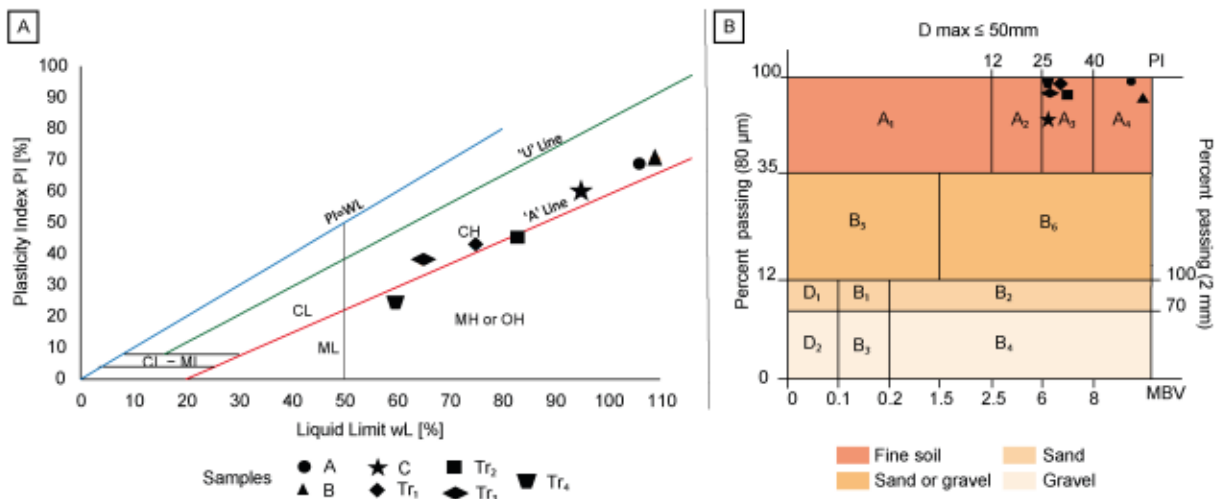 A
Plasticity Index PI [%]
100
90
80
70
60
50
40
30
20
10
0
0 10 20 30 40 50 60 70 80 90 100 110
Liquid Limit wL [%]
PI=WL
'U' Line
'A' Line
CH
CL
ML
MH or OH
CL – ML
Samples
A
B
C
Tr1
Tr2
Tr3
Tr4
B
D max ≤ 50mm
12 25 40 PI
Percent passing (80 µm)
100
35
12
0
A1 A2 A3 A4
B5 B6
D1 B1 B2
D2 B3 B4
100
70
Percent passing (2 mm)
0 0.1 0.2 1.5 2.5 6 8 MBV
Fine soil
Sand or gravel
Sand
Gravel